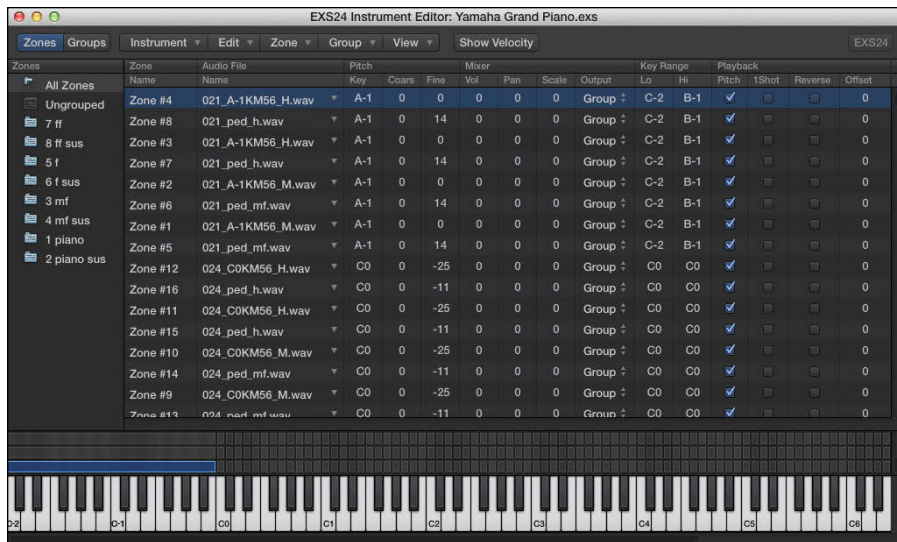 EXS24 Instrument Editor: Yamaha Grand Piano.exs
Zones Groups Instrument Edit Zone Group View Show Velocity EXS24
Zones Zone Audio File Pitch Mixer Key Range Playback
Name Name Key Coars Fine Vol Pan Scale Output Lo Hi Pitch 1Shot Reverse Offset
All Zones
Ungrouped
7 ff
8 ff sus
5 f
6 f sus
3 mf
4 mf sus
1 piano
2 piano sus
Zone #4 021_A-1KM56_H.wav A-1 0 0 0 0 0 Group C-2 B-1 0
Zone #8 021_ped_h.wav A-1 0 14 0 0 0 Group C-2 B-1 0
Zone #3 021_A-1KM56_H.wav A-1 0 0 0 0 0 Group C-2 B-1 0
Zone #7 021_ped_h.wav A-1 0 14 0 0 0 Group C-2 B-1 0
Zone #2 021_A-1KM56_M.wav A-1 0 0 0 0 0 Group C-2 B-1 0
Zone #6 021_ped_mf.wav A-1 0 14 0 0 0 Group C-2 B-1 0
Zone #1 021_A-1KM56_M.wav A-1 0 0 0 0 0 Group C-2 B-1 0
Zone #5 021_ped_mf.wav A-1 0 14 0 0 0 Group C-2 B-1 0
Zone #12 024_C0KM56_H.wav C0 0 -25 0 0 0 Group C0 C0 0
Zone #16 024_ped_h.wav C0 0 -11 0 0 0 Group C0 C0 0
Zone #11 024_C0KM56_H.wav C0 0 -25 0 0 0 Group C0 C0 0
Zone #15 024_ped_h.wav C0 0 -11 0 0 0 Group C0 C0 0
Zone #10 024_C0KM56_M.wav C0 0 -25 0 0 0 Group C0 C0 0
Zone #14 024_ped_mf.wav C0 0 -11 0 0 0 Group C0 C0 0
Zone #9 024_C0KM56_M.wav C0 0 -25 0 0 0 Group C0 C0 0
Zone #13 024_ped_mf.wav C0 0 -11 0 0 0 Group C0 C0 0
C-2 C-1 C0 C1 C2 C3 C4 C5 C6